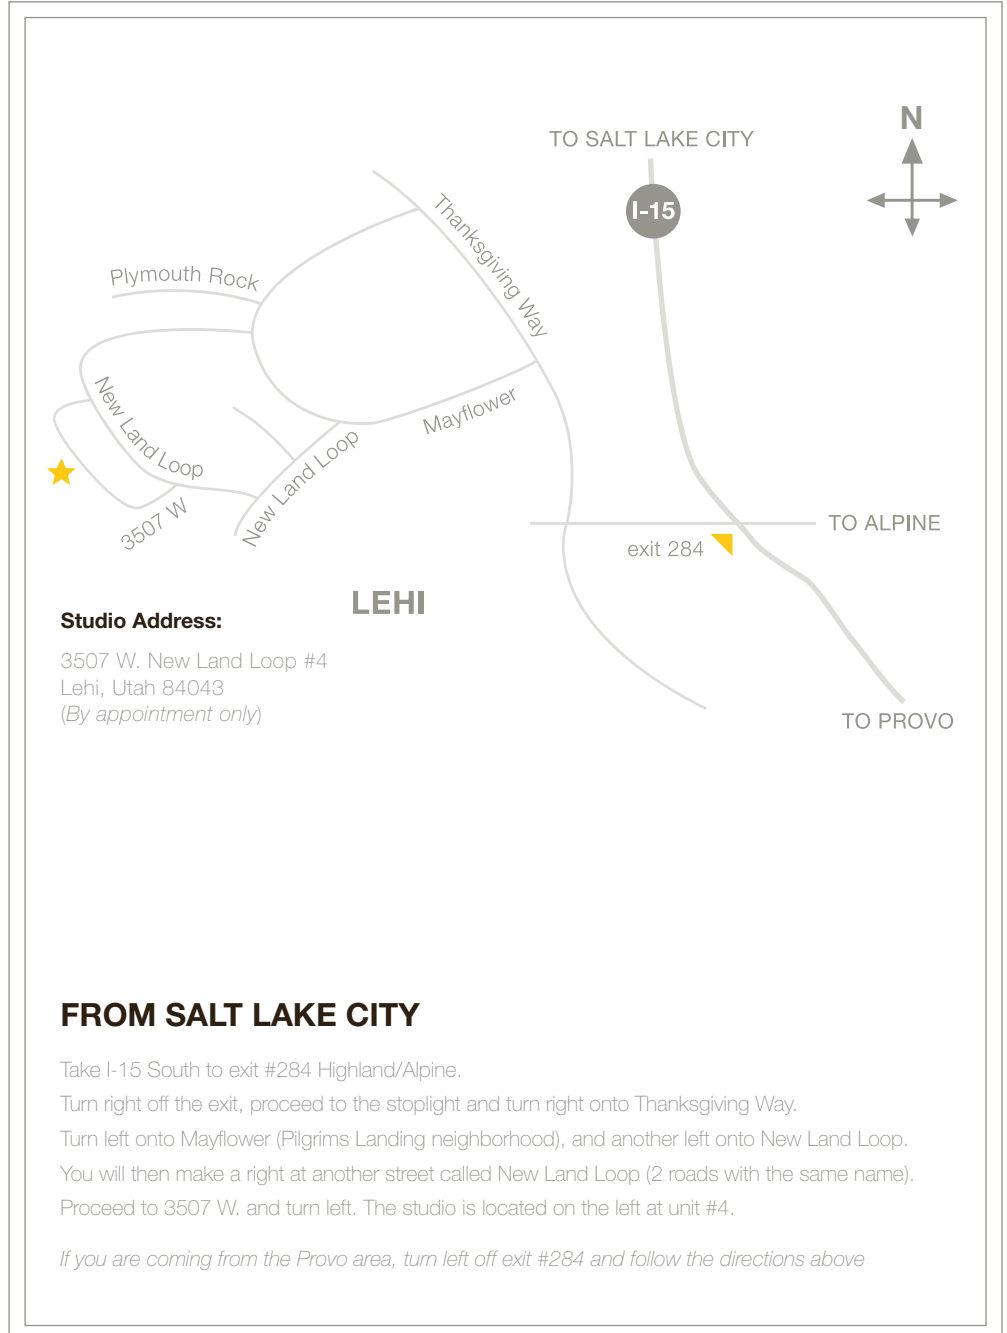 N
TO SALT LAKE CITY
I-15
Thanksgiving Way
Plymouth Rock
New Land Loop
Mayflower
New Land Loop
3507 W
TO ALPINE
exit 284
LEHI
Studio Address:
3507 W. New Land Loop #4
Lehi, Utah 84043
(By appointment only)
TO PROVO
FROM SALT LAKE CITY
Take I-15 South to exit #284 Highland/Alpine.
Turn right off the exit, proceed to the stoplight and turn right onto Thanksgiving Way.
Turn left onto Mayflower (Pilgrims Landing neighborhood), and another left onto New Land Loop.
You will then make a right at another street called New Land Loop (2 roads with the same name).
Proceed to 3507 W. and turn left. The studio is located on the left at unit #4.
If you are coming from the Provo area, turn left off exit #284 and follow the directions above